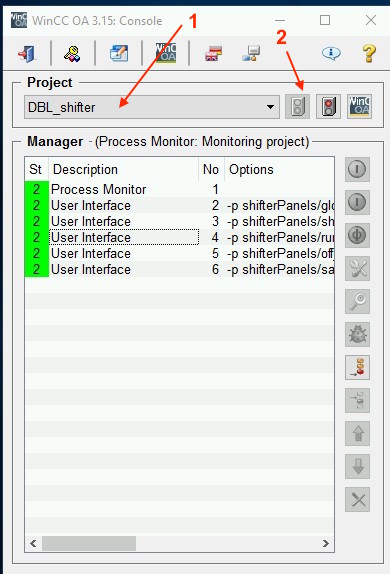 WinCC OA 3.15: Console
1
2
Project
DBL_shifter
Manager - (Process Monitor: Monitoring project)
St Description No Options
2 Process Monitor 1
2 User Interface 2 -p shifterPanels/glo
2 User Interface 3 -p shifterPanels/sh
2 User Interface 4 -p shifterPanels/rur
2 User Interface 5 -p shifterPanels/off
2 User Interface 6 -p shifterPanels/sa